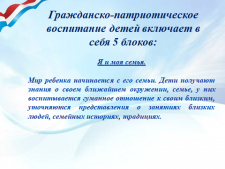 Гражданско-патриотическое
воспитание детей включает в
себя 5 блоков:
Я и моя семья.
Мир ребенка начинается с его семьи. Дети получают
знания о своем ближайшем окружении, семье, у них
воспитывается гуманное отношение к своим близким,
уточняются представления о занятиях близких
людей, семейных историях, традициях.